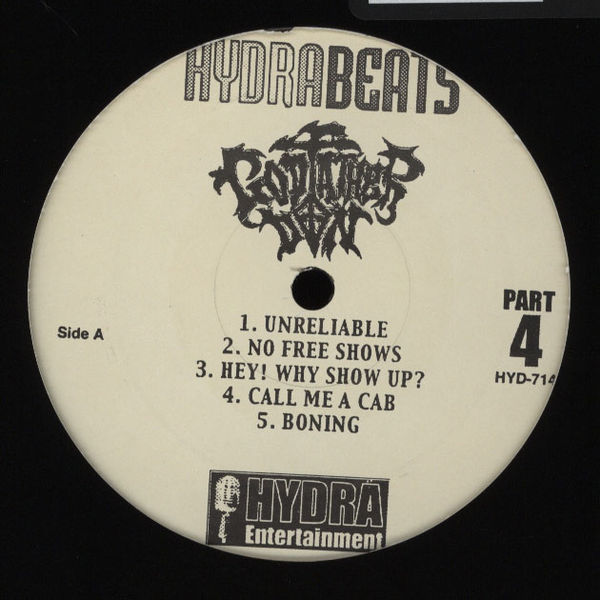 HYDRABEATS
GODFATHER
DON
Side A
PART
4
HYD-714
1. UNRELIABLE
2. NO FREE SHOWS
3. HEY! WHY SHOW UP?
4. CALL ME A CAB
5. BONING
HYDRA
Entertainment